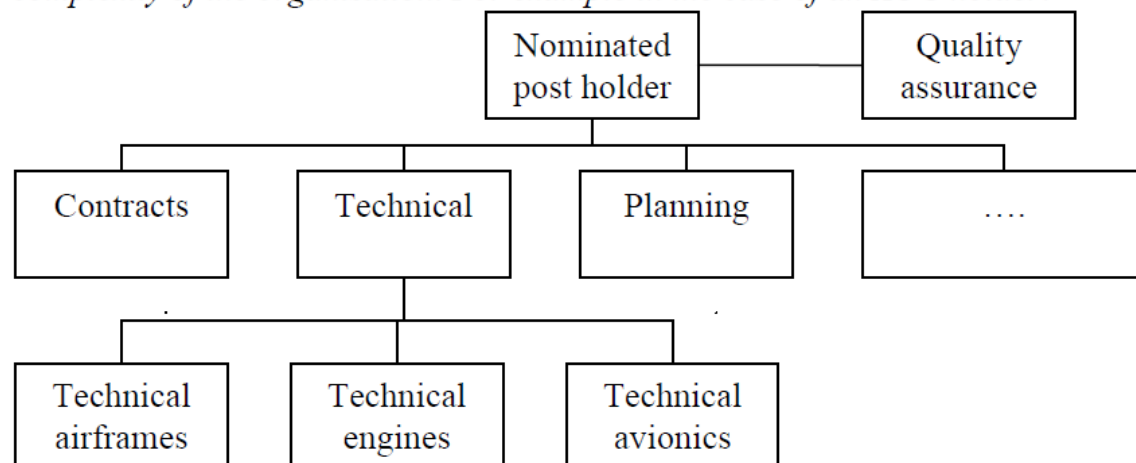 Nominated
post holder
Quality
assurance
Contracts
Technical
Planning
....
Technical
airframes
Technical
engines
Technical
avionics